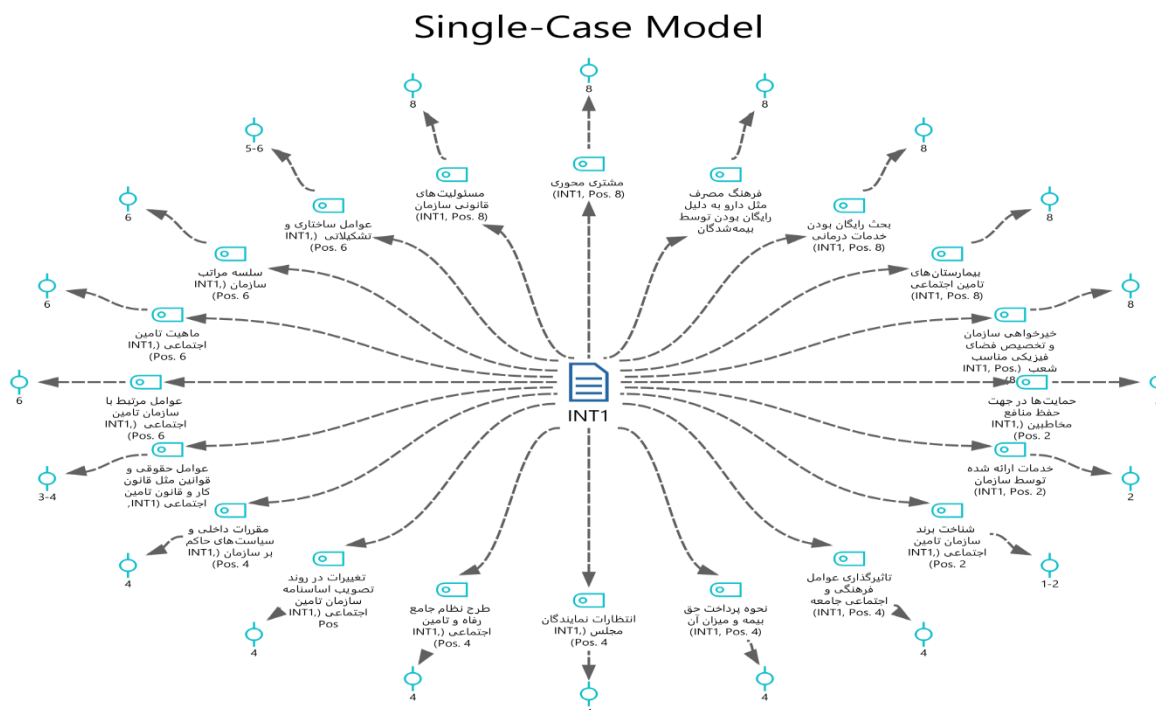 Single-Case Model
8
مشتری محوری
(INT1, Pos. 8)
8
فرهنگ مصرف
مثل دارو به دلیل
رایگان بودن توسط
بیمه‌شدگان
8
بحث رایگان بودن
خدمات درمانی
(INT1, Pos. 8)
8
بیمارستان‌های
تامین اجتماعی
(INT1, Pos. 8)
8
خیرخواهی سازمان
و تخصیص فضای
فیزیکی مناسب
شعب (INT1, Pos.
8)
حمایت‌ها در جهت
حفظ منافع
مخاطبین (INT1,
Pos. 2)
خدمات ارائه شده
توسط سازمان
(INT1, Pos. 2)
2
شناخت برند
سازمان تامین
اجتماعی (INT1,
Pos. 2)
1-2
تاثیرگذاری عوامل
فرهنگی و
اجتماعی جامعه
(INT1, Pos. 4)
4
نحوه پرداخت حق
بیمه و میزان آن
(INT1, Pos. 4)
4
انتظارات نمایندگان
مجلس (INT1,
Pos. 4)
طرح نظام جامع
رفاه و تامین
اجتماعی (INT1,
Pos. 4)
4
تغییرات در روند
تصویب اساسنامه
سازمان تامین
اجتماعی (INT1,
Pos
4
مقررات داخلی و
سیاست‌های حاکم
بر سازمان (INT1,
Pos. 4)
4
عوامل حقوقی و
قوانین مثل قانون
کار و قانون تامین
اجتماعی (INT1,
3-4
عوامل مرتبط با
سازمان تامین
اجتماعی (INT1,
Pos. 6)
6
ماهیت تامین
اجتماعی (INT1,
Pos. 6)
6
سلسه مراتب
سازمان (INT1,
Pos. 6)
6
عوامل ساختاری و
تشکیلاتی (INT1,
Pos. 6)
5-6
مسئولیت‌های
قانونی سازمان
(INT1, Pos. 8)
8
INT1